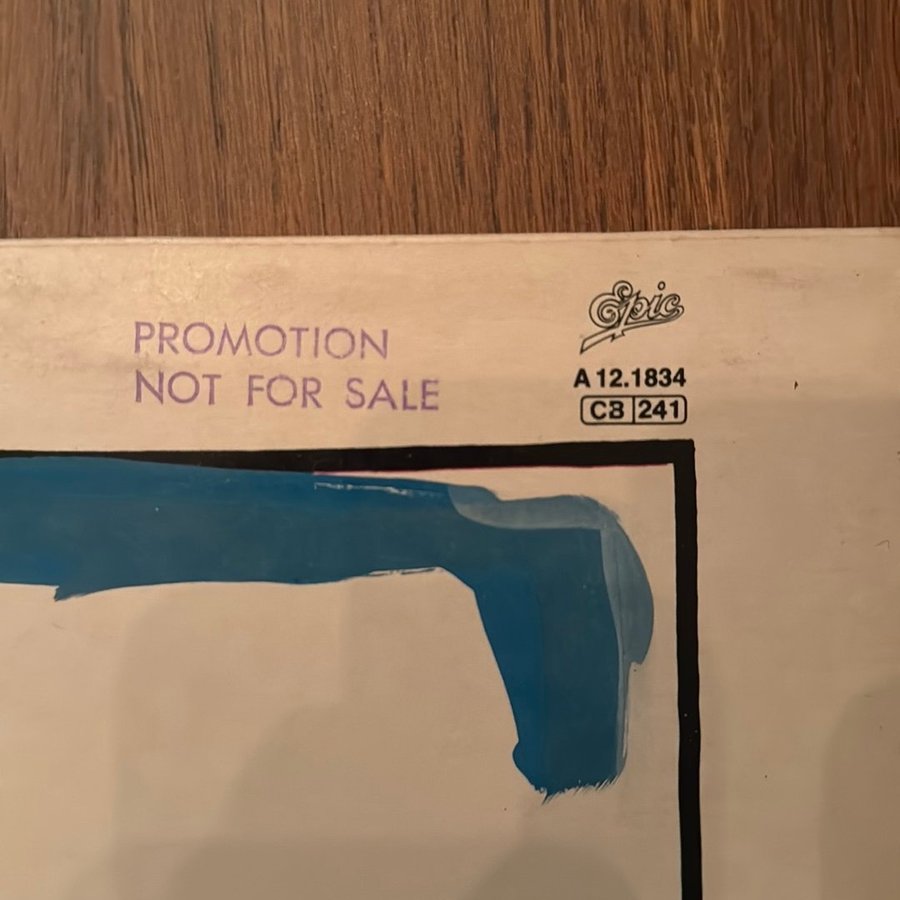 PROMOTION
NOT FOR SALE
Epic
A 12.1834
CB 241